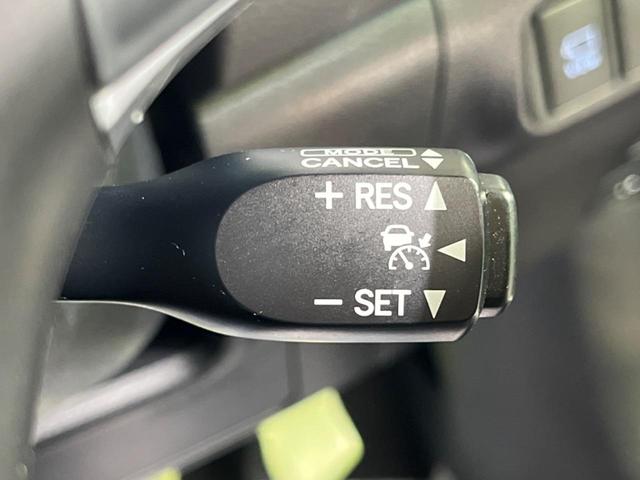 MODE
CANCEL
+ RES
− SET